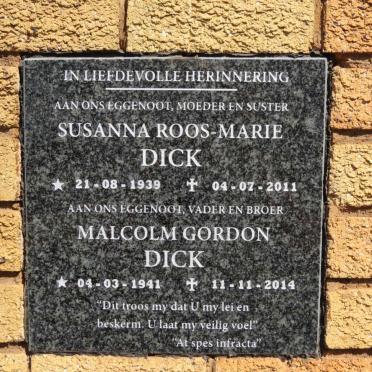 IN LIEFDEVOLLE HERINNERING
AAN ONS EGGENOOT, MOEDER EN SUSTER
SUSANNA ROOS-MARIE
DICK
★ 21 - 08 - 1939 ✝ 04 - 07 - 2011
AAN ONS EGGENOOT, VADER EN BROER
MALCOLM GORDON
DICK
★ 04 - 03 - 1941 ✝ 11 - 11 - 2014
"Dit troos my dat U my lei en
beskerm. U laat my veilig voel"
"At spes infracta"